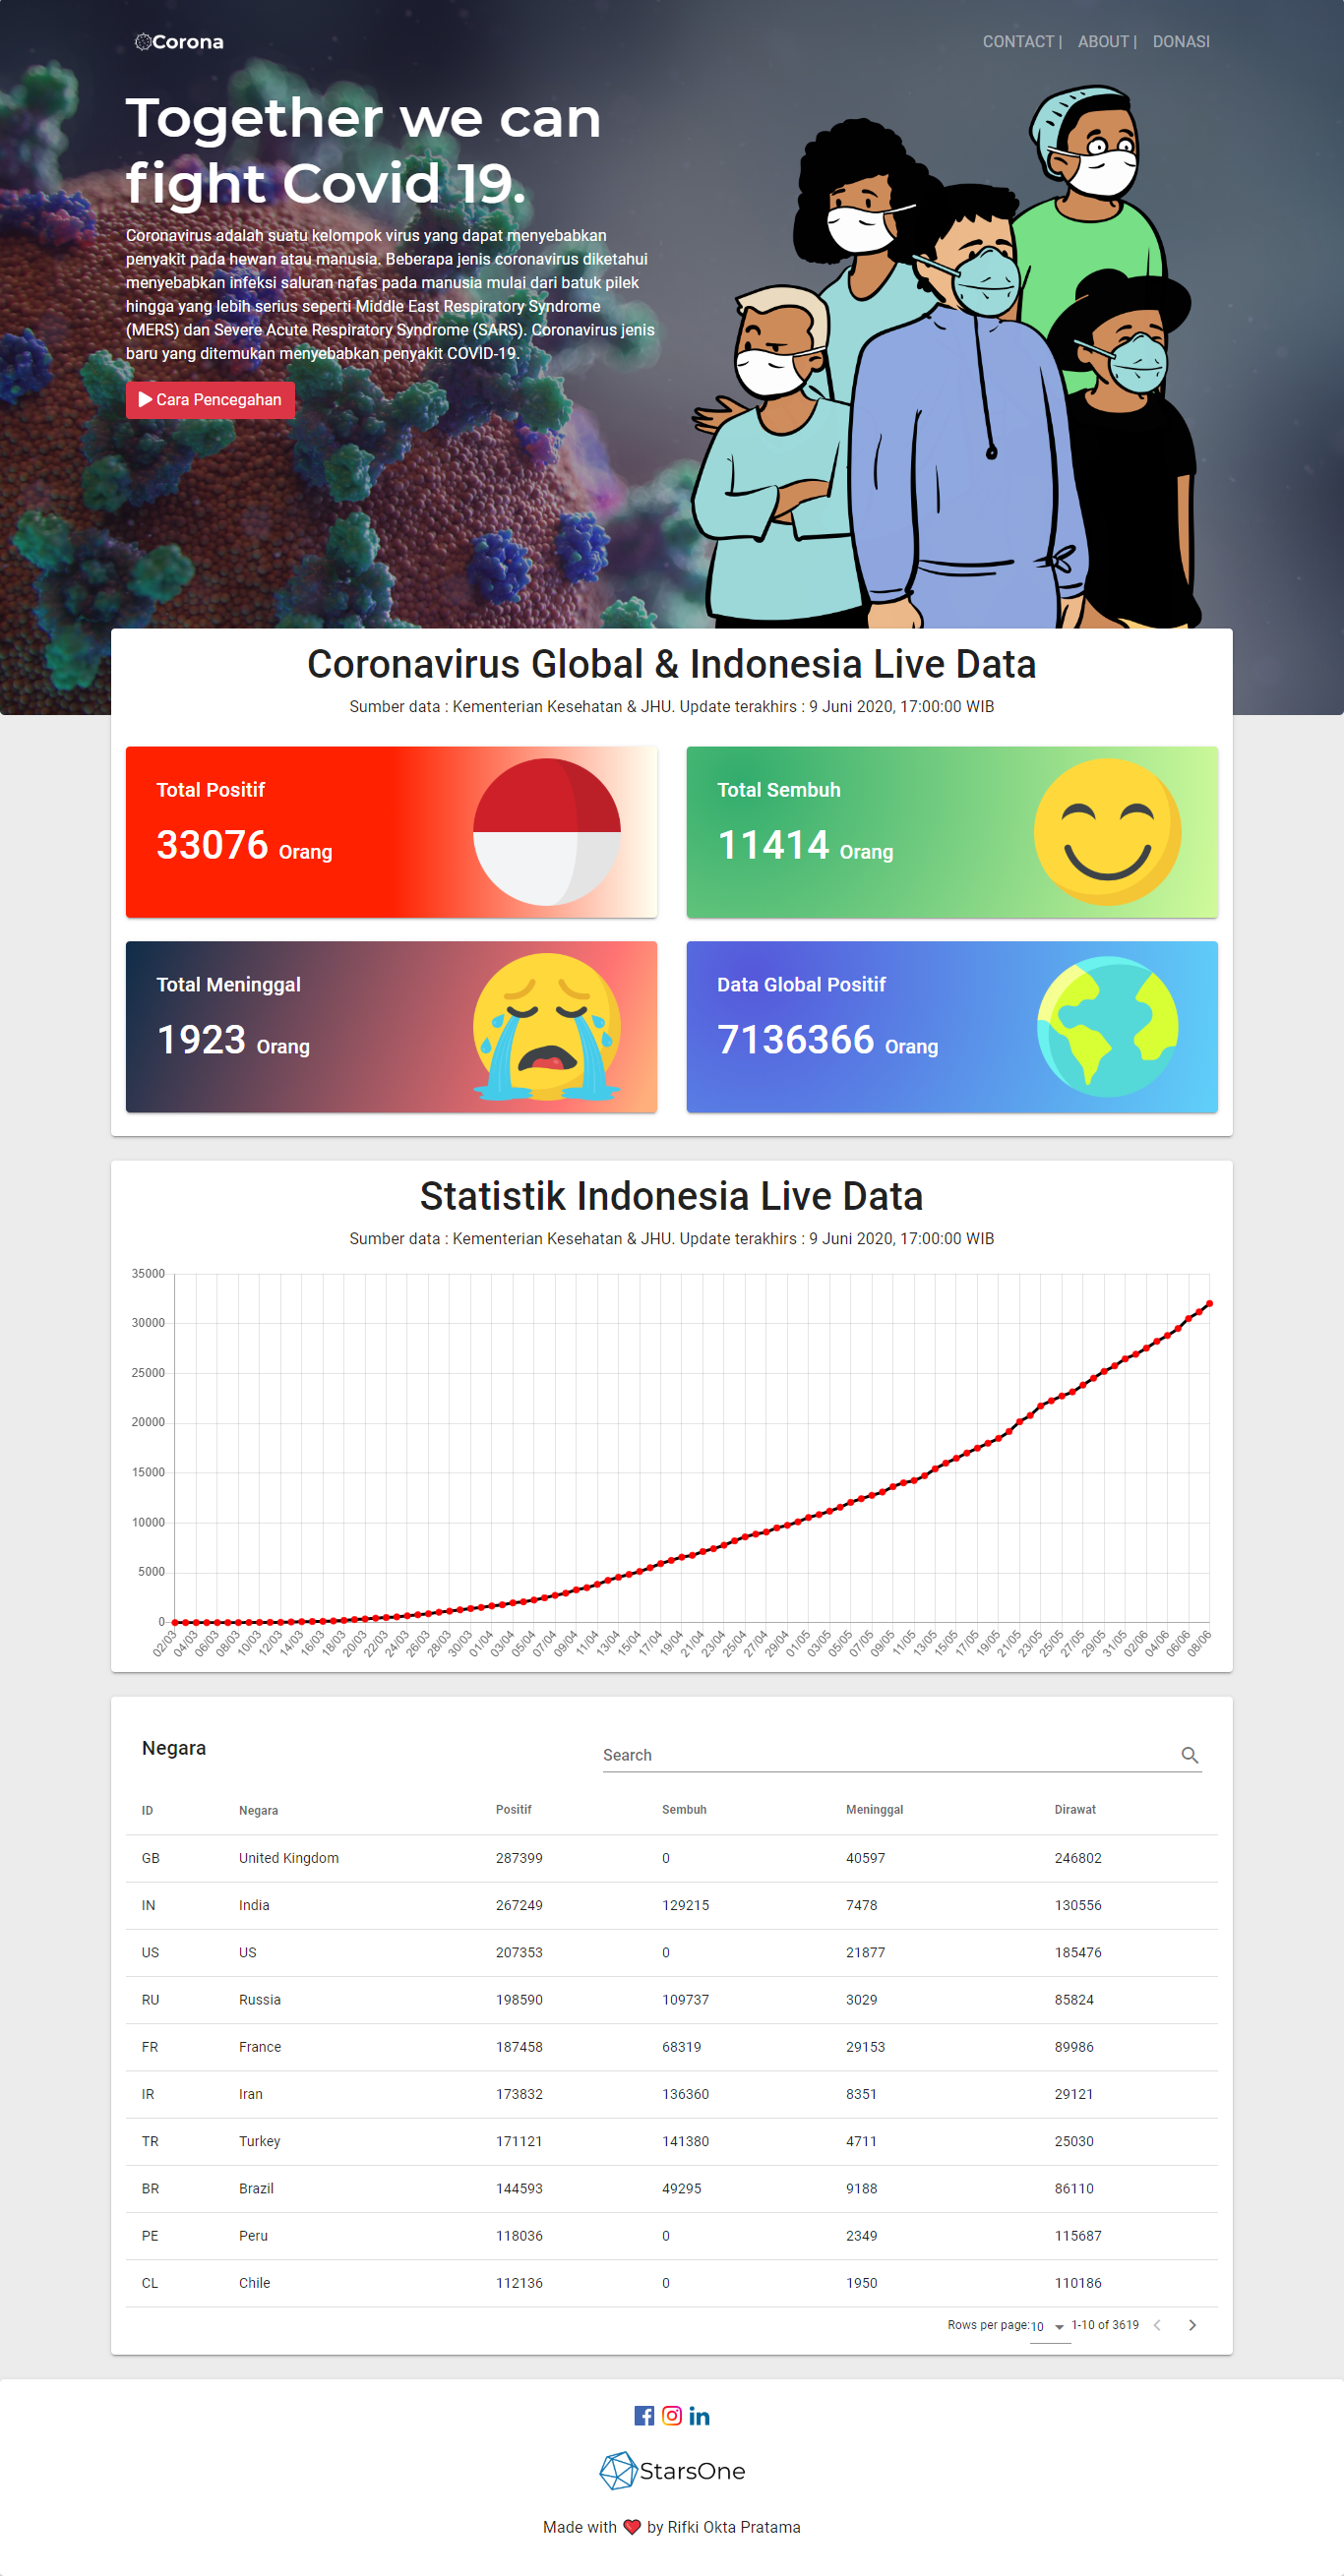 Corona
CONTACT | ABOUT | DONASI
Together we can
fight Covid 19.
Coronavirus adalah suatu kelompok virus yang dapat menyebabkan
penyakit pada hewan atau manusia. Beberapa jenis coronavirus diketahui
menyebabkan infeksi saluran nafas pada manusia mulai dari batuk pilek
hingga yang lebih serius seperti Middle East Respiratory Syndrome
(MERS) dan Severe Acute Respiratory Syndrome (SARS). Coronavirus jenis
baru yang ditemukan menyebabkan penyakit COVID-19.
Cara Pencegahan
Coronavirus Global & Indonesia Live Data
Sumber data : Kementerian Kesehatan & JHU. Update terakhirs : 9 Juni 2020, 17:00:00 WIB
Total Positif
33076 Orang
Total Sembuh
11414 Orang
Total Meninggal
1923 Orang
Data Global Positif
7136366 Orang
Statistik Indonesia Live Data
Sumber data : Kementerian Kesehatan & JHU. Update terakhirs : 9 Juni 2020, 17:00:00 WIB
35000
30000
25000
20000
15000
10000
5000
0
02/03 04/03 06/03 08/03 10/03 12/03 14/03 16/03 18/03 20/03 22/03 24/03 26/03 28/03 30/03 01/04 03/04 05/04 07/04 09/04 11/04 13/04 15/04 17/04 19/04 21/04 23/04 25/04 27/04 29/04 01/05 03/05 05/05 07/05 09/05 11/05 13/05 15/05 17/05 19/05 21/05 23/05 25/05 27/05 29/05 31/05 02/06 04/06 06/06 08/06
Negara
Search
ID Negara Positif Sembuh Meninggal Dirawat
GB United Kingdom 287399 0 40597 246802
IN India 267249 129215 7478 130556
US US 207353 0 21877 185476
RU Russia 198590 109737 3029 85824
FR France 187458 68319 29153 89986
IR Iran 173832 136360 8351 29121
TR Turkey 171121 141380 4711 25030
BR Brazil 144593 49295 9188 86110
PE Peru 118036 0 2349 115687
CL Chile 112136 0 1950 110186
Rows per page: 10 1-10 of 3619
StarsOne
Made with ❤️ by Rifki Okta Pratama